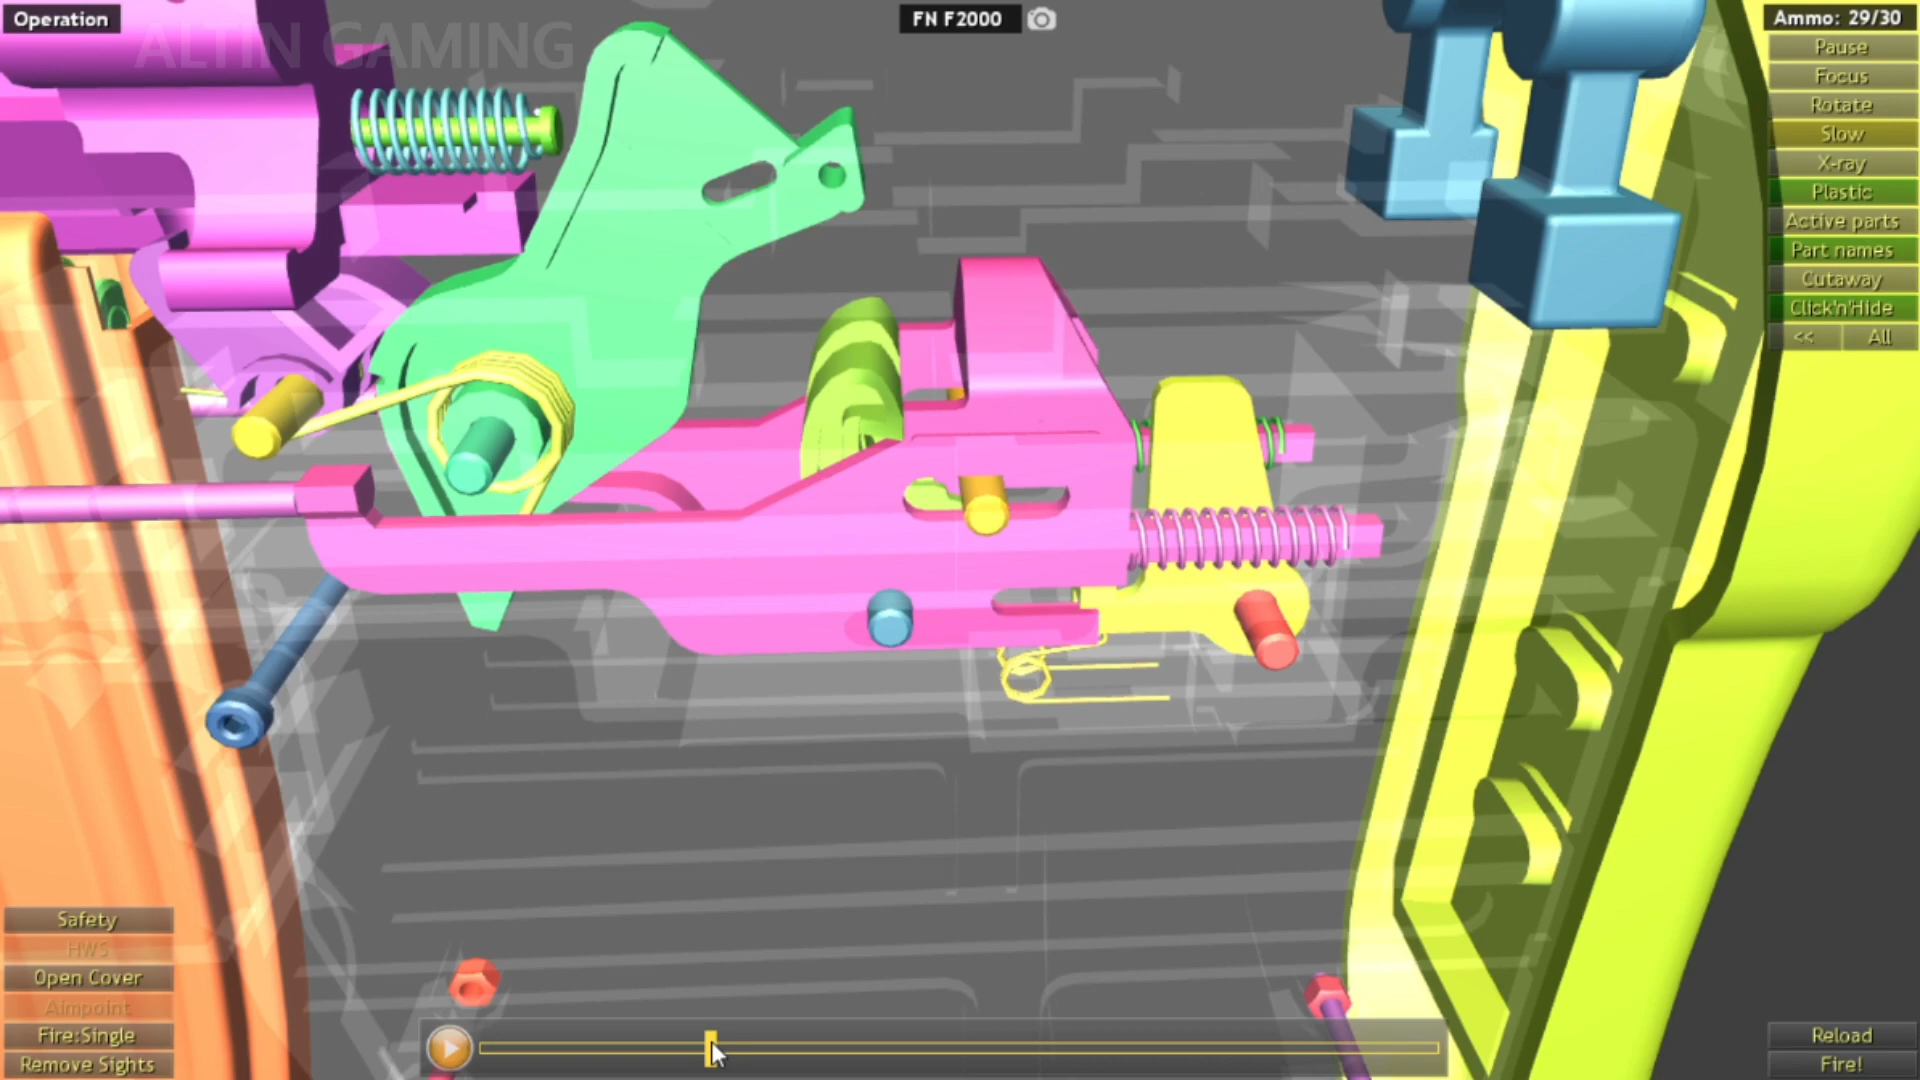 Operation
ALTIN GAMING
FN F2000
Ammo: 29/30
Pause
Focus
Rotate
Slow
X-ray
Plastic
Active parts
Part names
Cutaway
Click'n'Hide
<< All
Safety
HWS
Open Cover
Aimpoint
Fire:Single
Remove Sights
Reload
Fire!